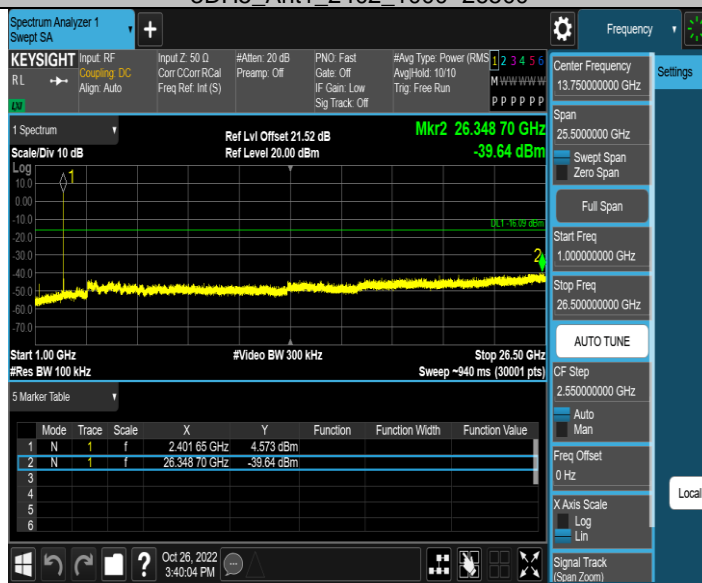 Spectrum Analyzer 1
Swept SA
+
Frequency
KEYSIGHT
Input: RF
Coupling: DC
Align: Auto
Input Z: 50 Ω
Corr CCorr RCal
Freq Ref: Int (S)
#Atten: 20 dB
Preamp: Off
PNO: Fast
Gate: Off
IF Gain: Low
Sig Track: Off
#Avg Type: Power (RMS
Avg|Hold: 10/10
Trig: Free Run
1 2 3 4 5 6
M W W W W W
P P P P P P
RL
LXI
Center Frequency
13.750000000 GHz
Settings
Span
25.5000000 GHz
Swept Span
Zero Span
Full Span
Start Freq
1.000000000 GHz
Stop Freq
26.500000000 GHz
AUTO TUNE
CF Step
2.550000000 GHz
Auto
Man
Freq Offset
0 Hz
X Axis Scale
Log
Lin
Signal Track
(Span Zoom)
Local
1 Spectrum
Scale/Div 10 dB
Ref Lvl Offset 21.52 dB
Ref Level 20.00 dBm
Mkr2 26.348 70 GHz
-39.64 dBm
Log
10.0
0.00
-10.0
-20.0
-30.0
-40.0
-50.0
-60.0
-70.0
1
DL1 -16.09 dBm
2
Start 1.00 GHz
#Res BW 100 kHz
#Video BW 300 kHz
Stop 26.50 GHz
Sweep ~940 ms (30001 pts)
5 Marker Table
Mode Trace Scale X Y Function Function Width Function Value
1 N 1 f 2.401 65 GHz 4.573 dBm
2 N 1 f 26.348 70 GHz -39.64 dBm
3
4
5
6
?
Oct 26, 2022
3:40:04 PM